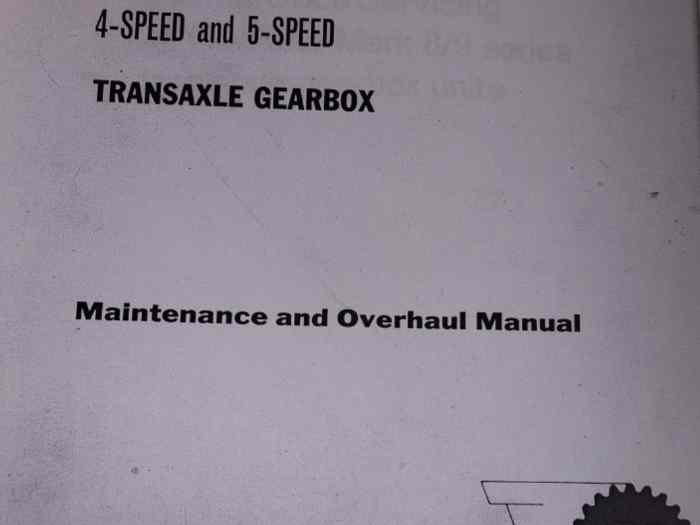 4-SPEED and 5-SPEED
TRANSAXLE GEARBOX
Maintenance and Overhaul Manual